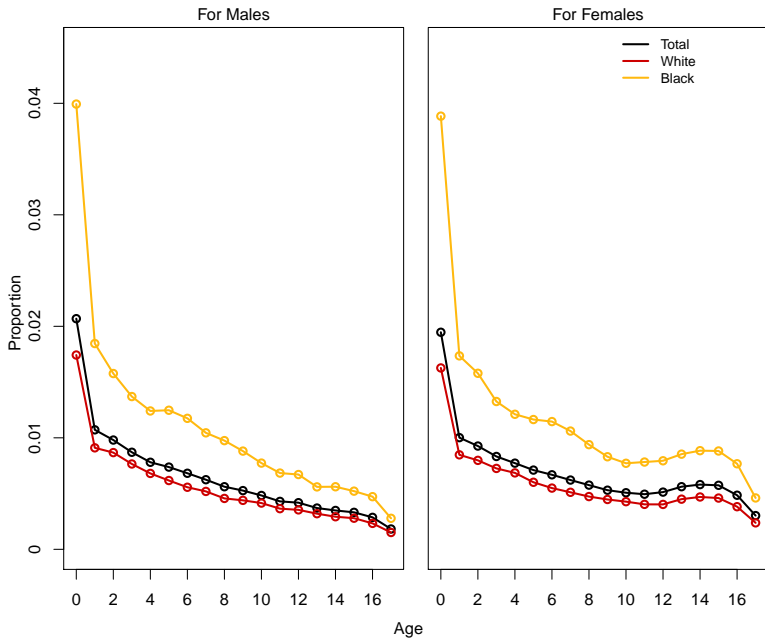 For Males
For Females
Total
White
Black
Proportion
0.04
0.03
0.02
0.01
0
0 2 4 6 8 10 12 14 16
0 2 4 6 8 10 12 14 16
Age